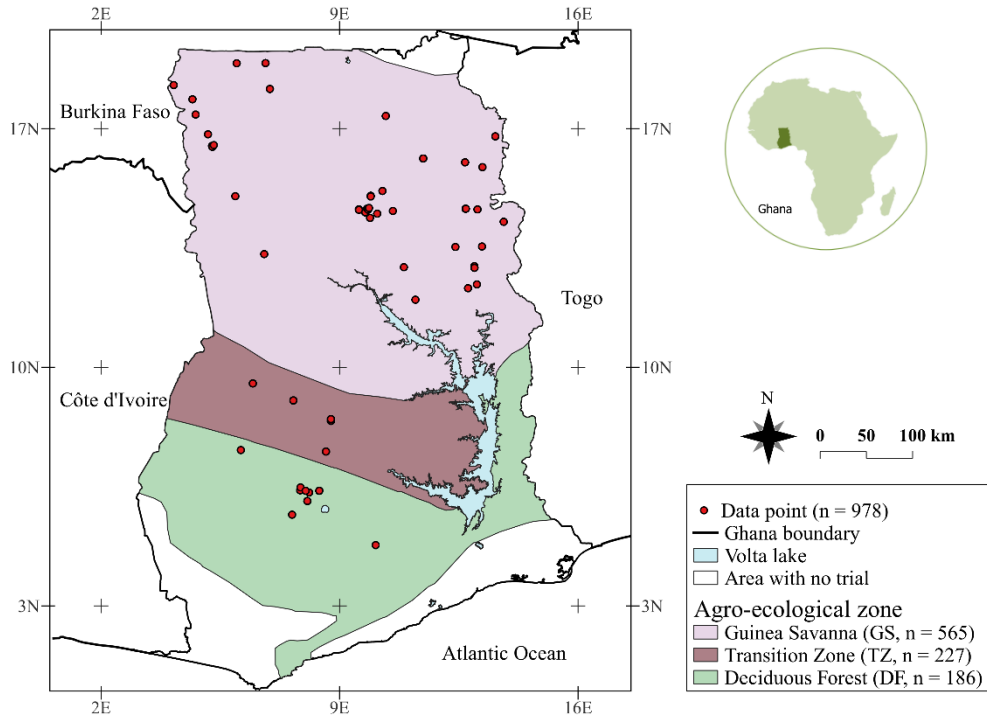 2E 9E 16E
Burkina Faso
17N 17N
Togo
10N 10N
Côte d'Ivoire
3N 3N
Atlantic Ocean
2E 9E 16E
Ghana
N
0 50 100 km
Data point (n = 978)
Ghana boundary
Volta lake
Area with no trial
Agro-ecological zone
Guinea Savanna (GS, n = 565)
Transition Zone (TZ, n = 227)
Deciduous Forest (DF, n = 186)